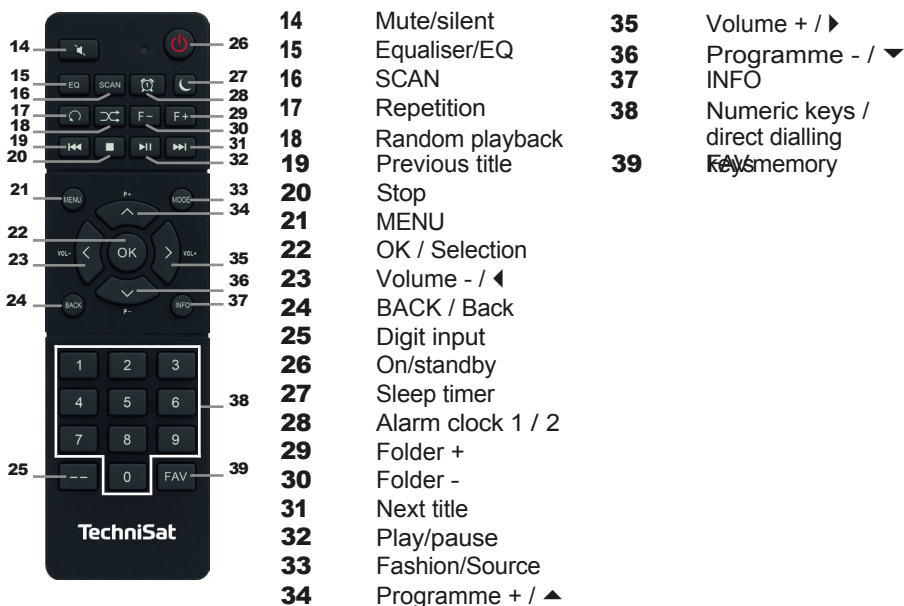 14
26
15
27
16
28
17
29
18
30
19
31
20
32
21
33
34
22
23
35
36
24
37
38
25
39
EQ
SCAN
1
F-
F+
MENU
P+
MODE
VOL-
OK
VOL+
BACK
P-
INFO
1 2 3
4 5 6
7 8 9
-- 0 FAV
TechniSat
14 Mute/silent
15 Equaliser/EQ
16 SCAN
17 Repetition
18 Random playback
19 Previous title
20 Stop
21 MENU
22 OK / Selection
23 Volume - / ◀
24 BACK / Back
25 Digit input
26 On/standby
27 Sleep timer
28 Alarm clock 1 / 2
29 Folder +
30 Folder -
31 Next title
32 Play/pause
33 Fashion/Source
34 Programme + / ▲
35 Volume + / ▶
36 Programme - / ▼
37 INFO
38 Numeric keys /
direct dialling
keys
39 FAV memory